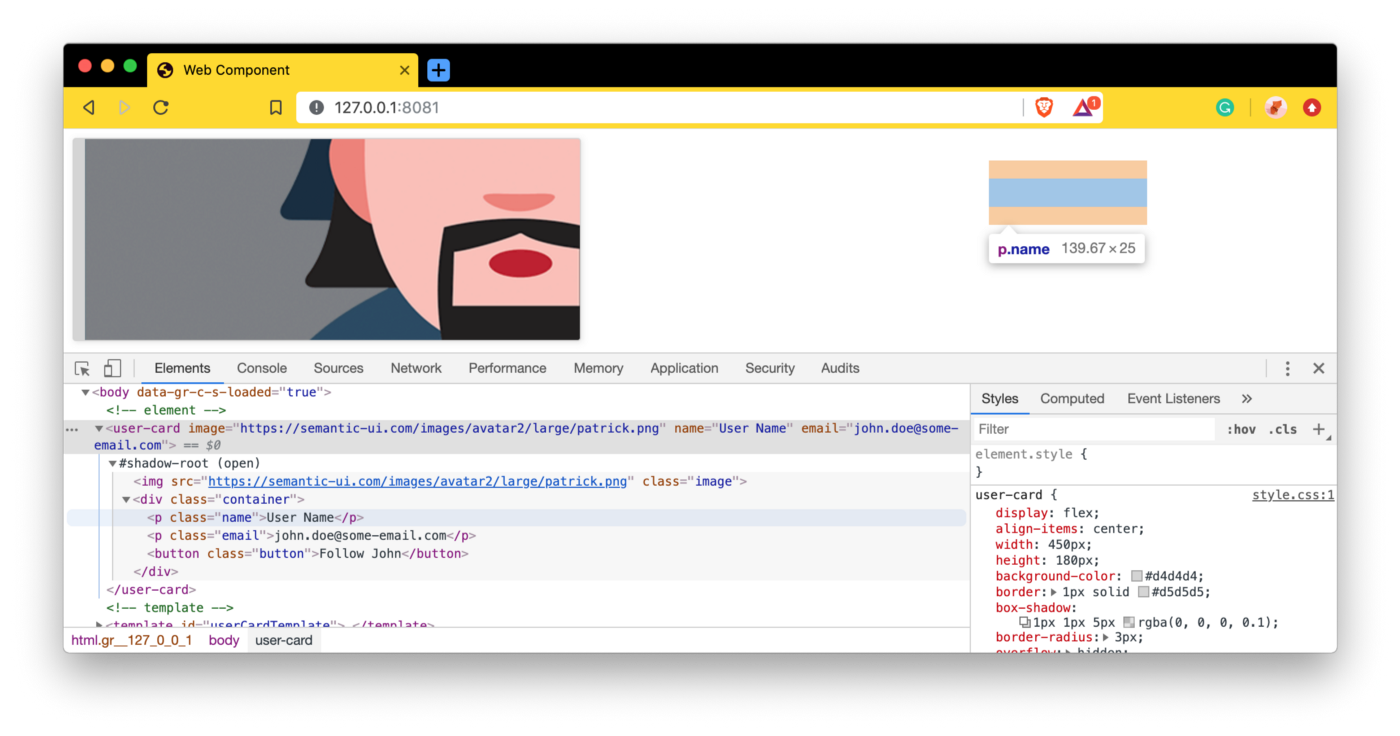 Web Component
127.0.0.1:8081
1
p.name 139.67 × 25
Elements Console Sources Network Performance Memory Application Security Audits
▼<body data-gr-c-s-loaded="true">
<!-- element -->
… ▼<user-card image="https://semantic-ui.com/images/avatar2/large/patrick.png" name="User Name" email="john.doe@some-
email.com"> == $0
▼#shadow-root (open)
<img src="https://semantic-ui.com/images/avatar2/large/patrick.png" class="image">
▼<div class="container">
<p class="name">User Name</p>
<p class="email">john.doe@some-email.com</p>
<button class="button">Follow John</button>
</div>
</user-card>
<!-- template -->
▶<template id="userCardTemplate">…</template>
html.gr__127_0_0_1 body user-card
Styles Computed Event Listeners »
Filter :hov .cls +
element.style {
}
user-card { style.css:1
display: flex;
align-items: center;
width: 450px;
height: 180px;
background-color: #d4d4d4;
border:▶ 1px solid #d5d5d5;
box-shadow:
1px 1px 5px rgba(0, 0, 0, 0.1);
border-radius:▶ 3px;
overflow:▶ hidden;